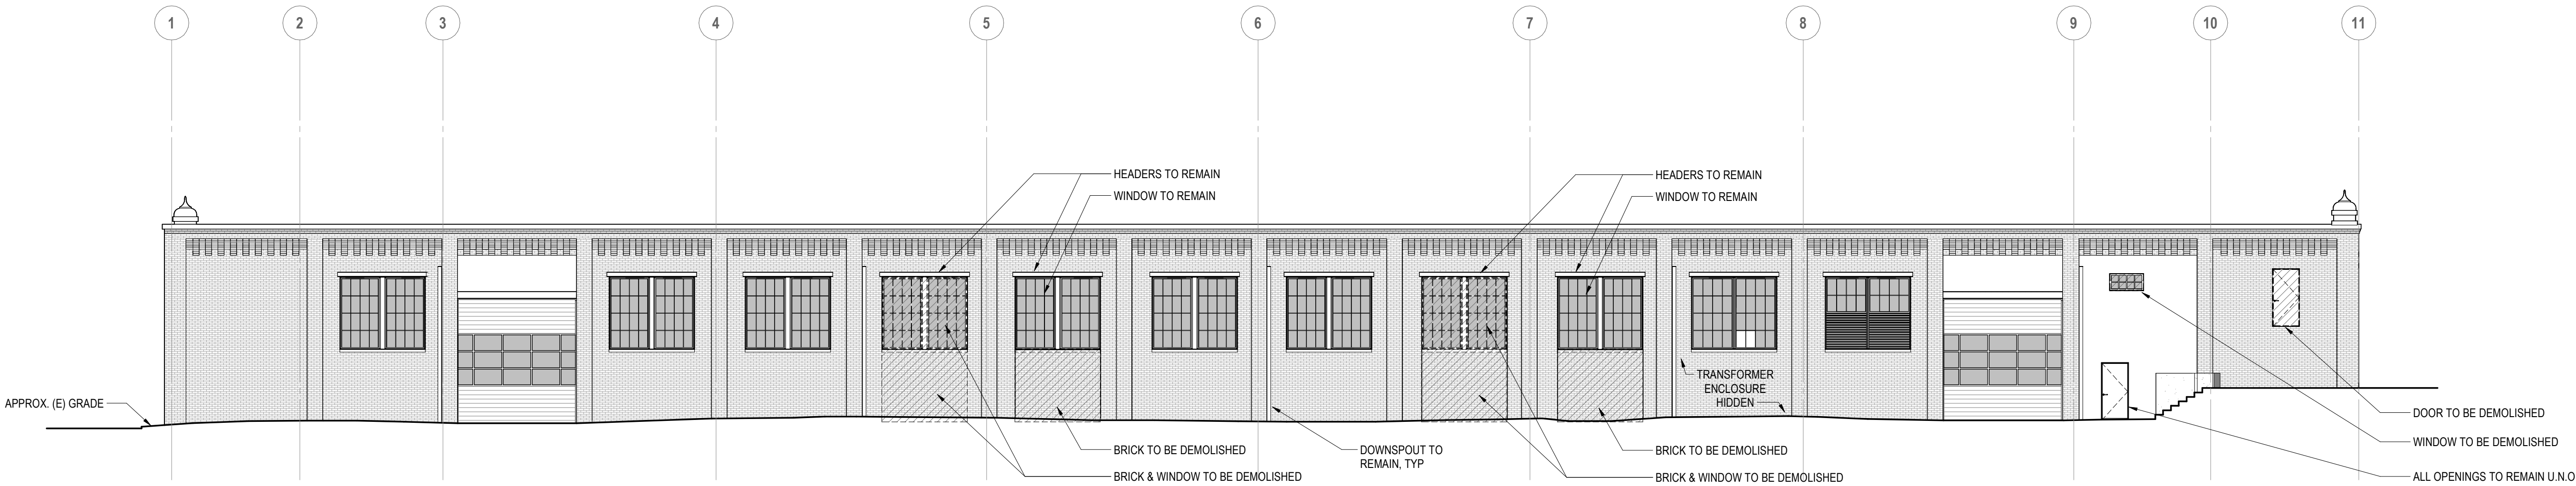 1
2
3
4
5
6
7
8
9
10
11
HEADERS TO REMAIN
WINDOW TO REMAIN
HEADERS TO REMAIN
WINDOW TO REMAIN
APPROX. (E) GRADE
TRANSFORMER
ENCLOSURE
HIDDEN
BRICK TO BE DEMOLISHED
BRICK & WINDOW TO BE DEMOLISHED
DOWNSPOUT TO
REMAIN, TYP
BRICK TO BE DEMOLISHED
BRICK & WINDOW TO BE DEMOLISHED
DOOR TO BE DEMOLISHED
WINDOW TO BE DEMOLISHED
ALL OPENINGS TO REMAIN U.N.O